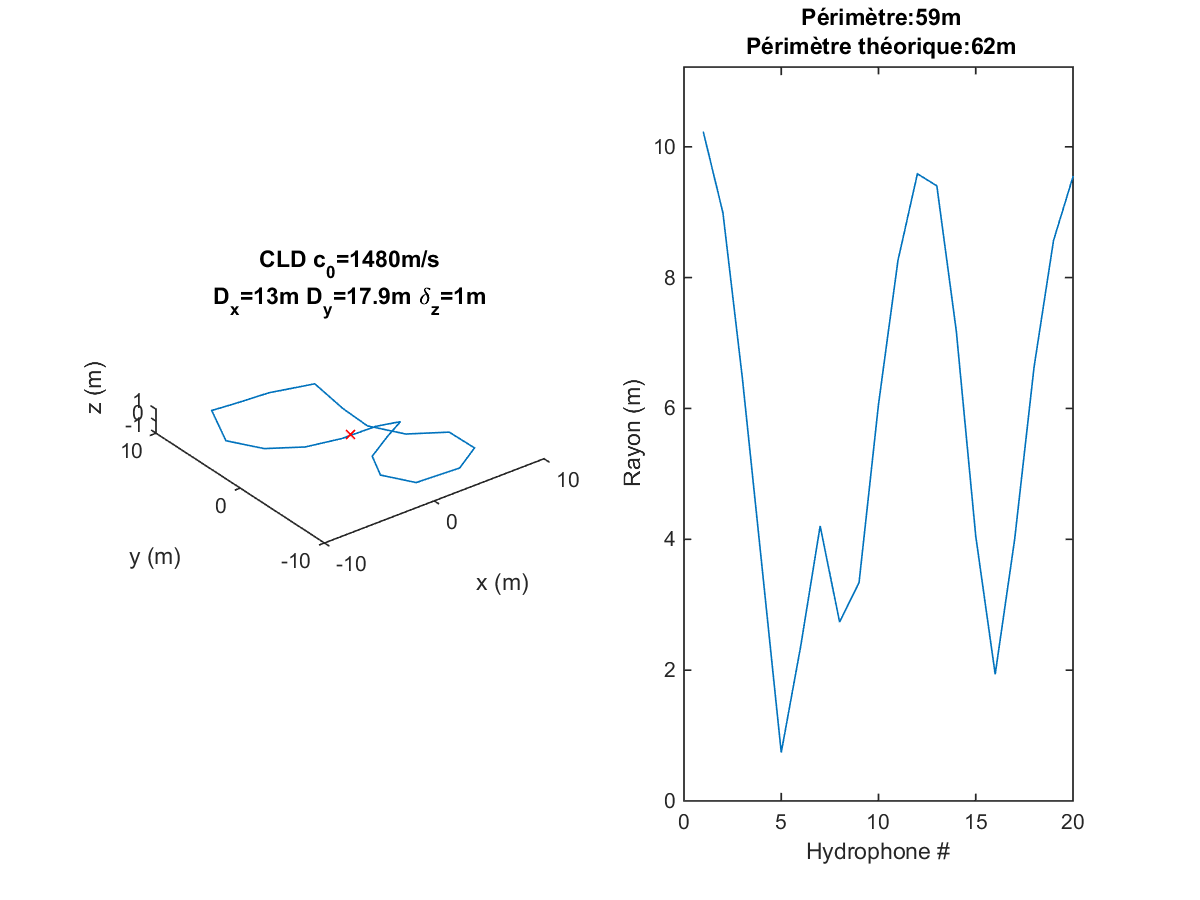 CLD c0=1480m/s
Dx=13m Dy=17.9m δz=1m
z (m)
1
0
-1
10
0
-10
y (m)
-10
0
10
x (m)
Périmètre:59m
Périmètre théorique:62m
Rayon (m)
10
8
6
4
2
0
0 5 10 15 20
Hydrophone #